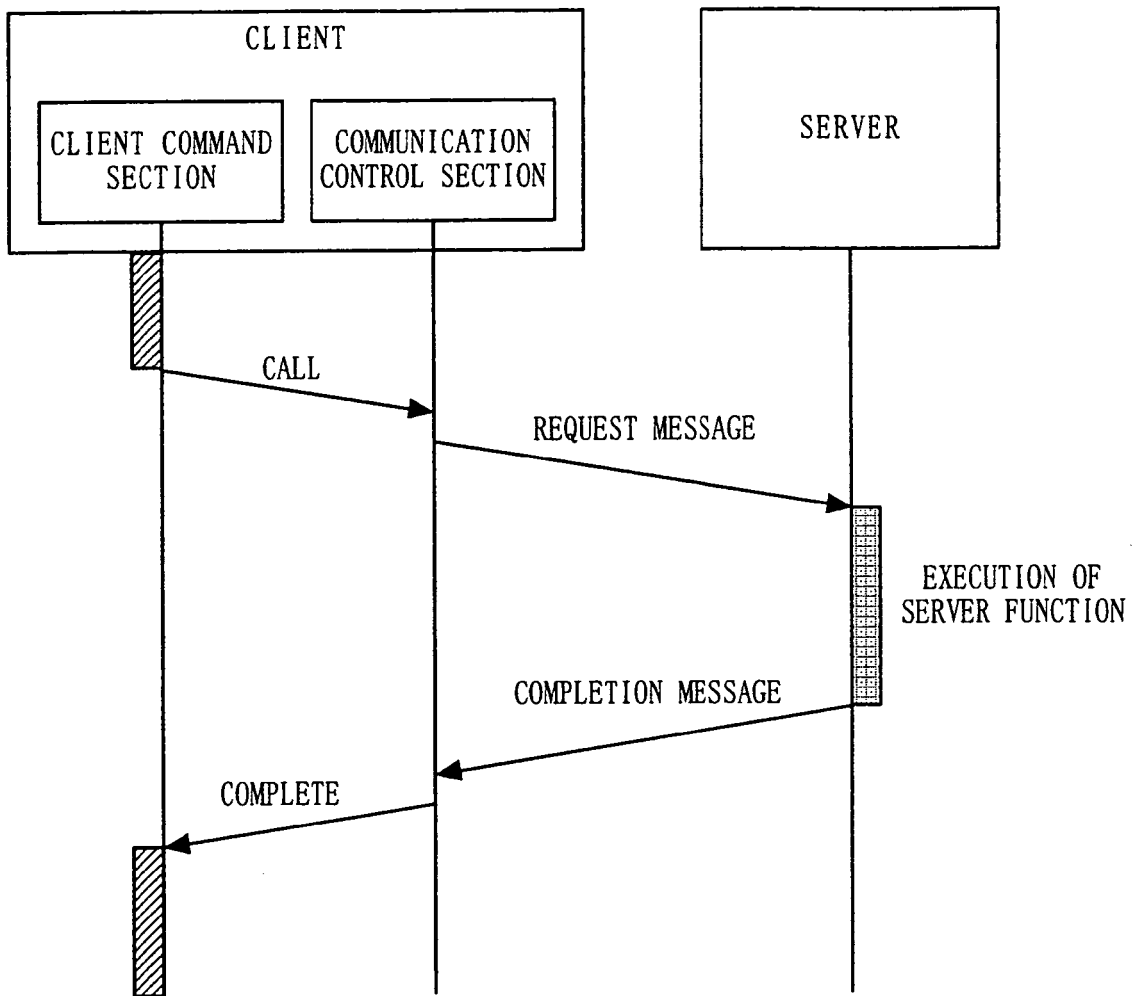 CLIENT
CLIENT COMMAND
SECTION
COMMUNICATION
CONTROL SECTION
SERVER
CALL
REQUEST MESSAGE
EXECUTION OF
SERVER FUNCTION
COMPLETION MESSAGE
COMPLETE